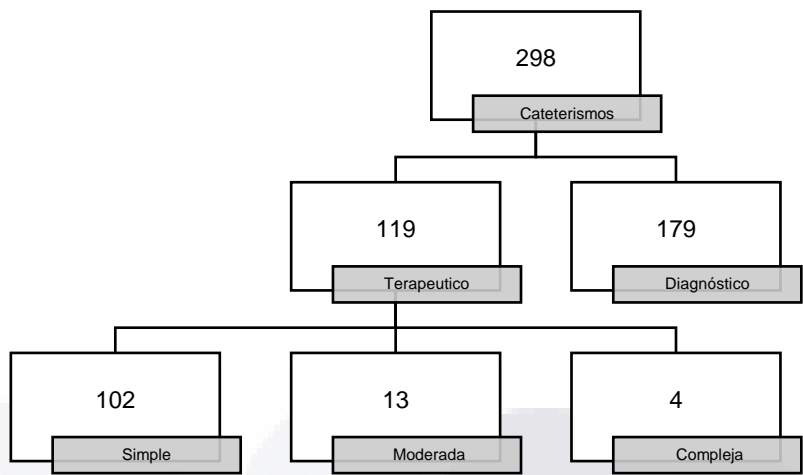 298
Cateterismos
119
Terapeutico
179
Diagnóstico
102
Simple
13
Moderada
4
Compleja